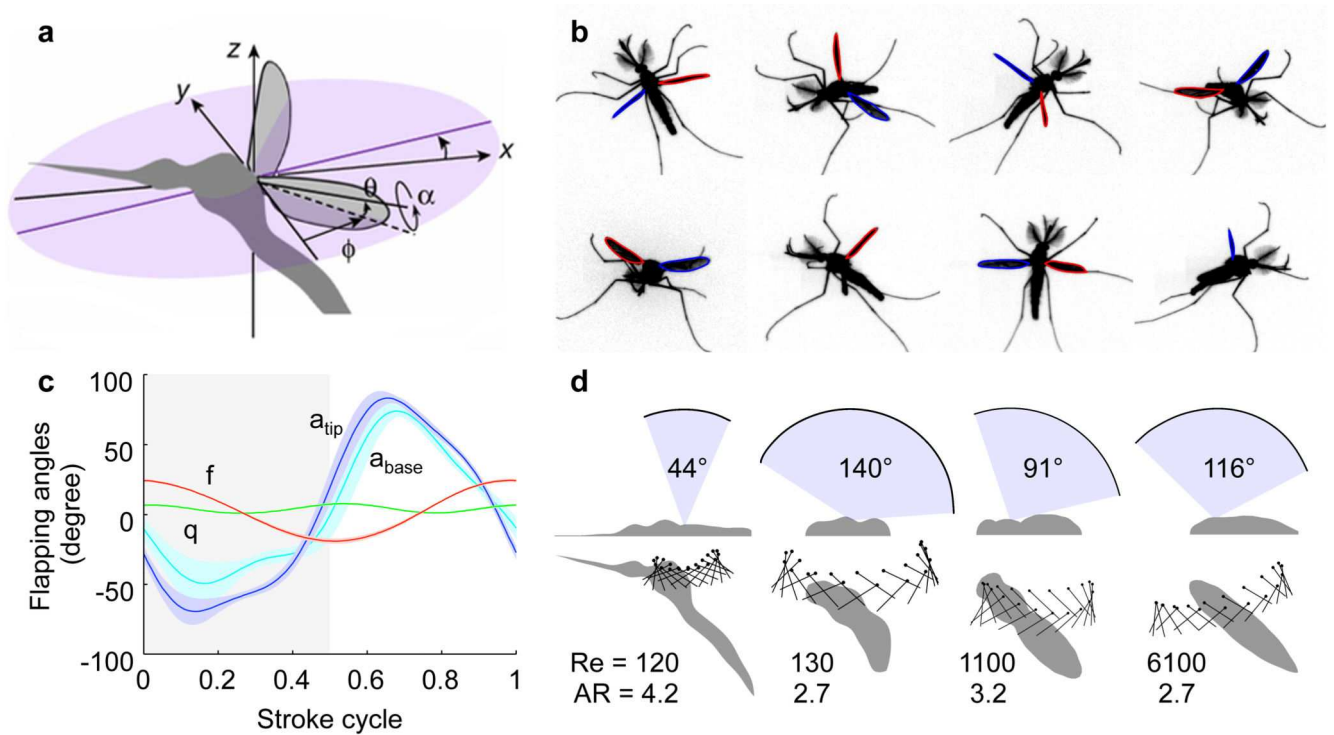 a
z
y
x
θ
α
ϕ
b
c
100
50
0
-50
-100
Flapping angles
(degree)
a tip
a base
f
q
0 0.2 0.4 0.6 0.8 1
Stroke cycle
d
44° 140° 91° 116°
Re = 120 130 1100 6100
AR = 4.2 2.7 3.2 2.7